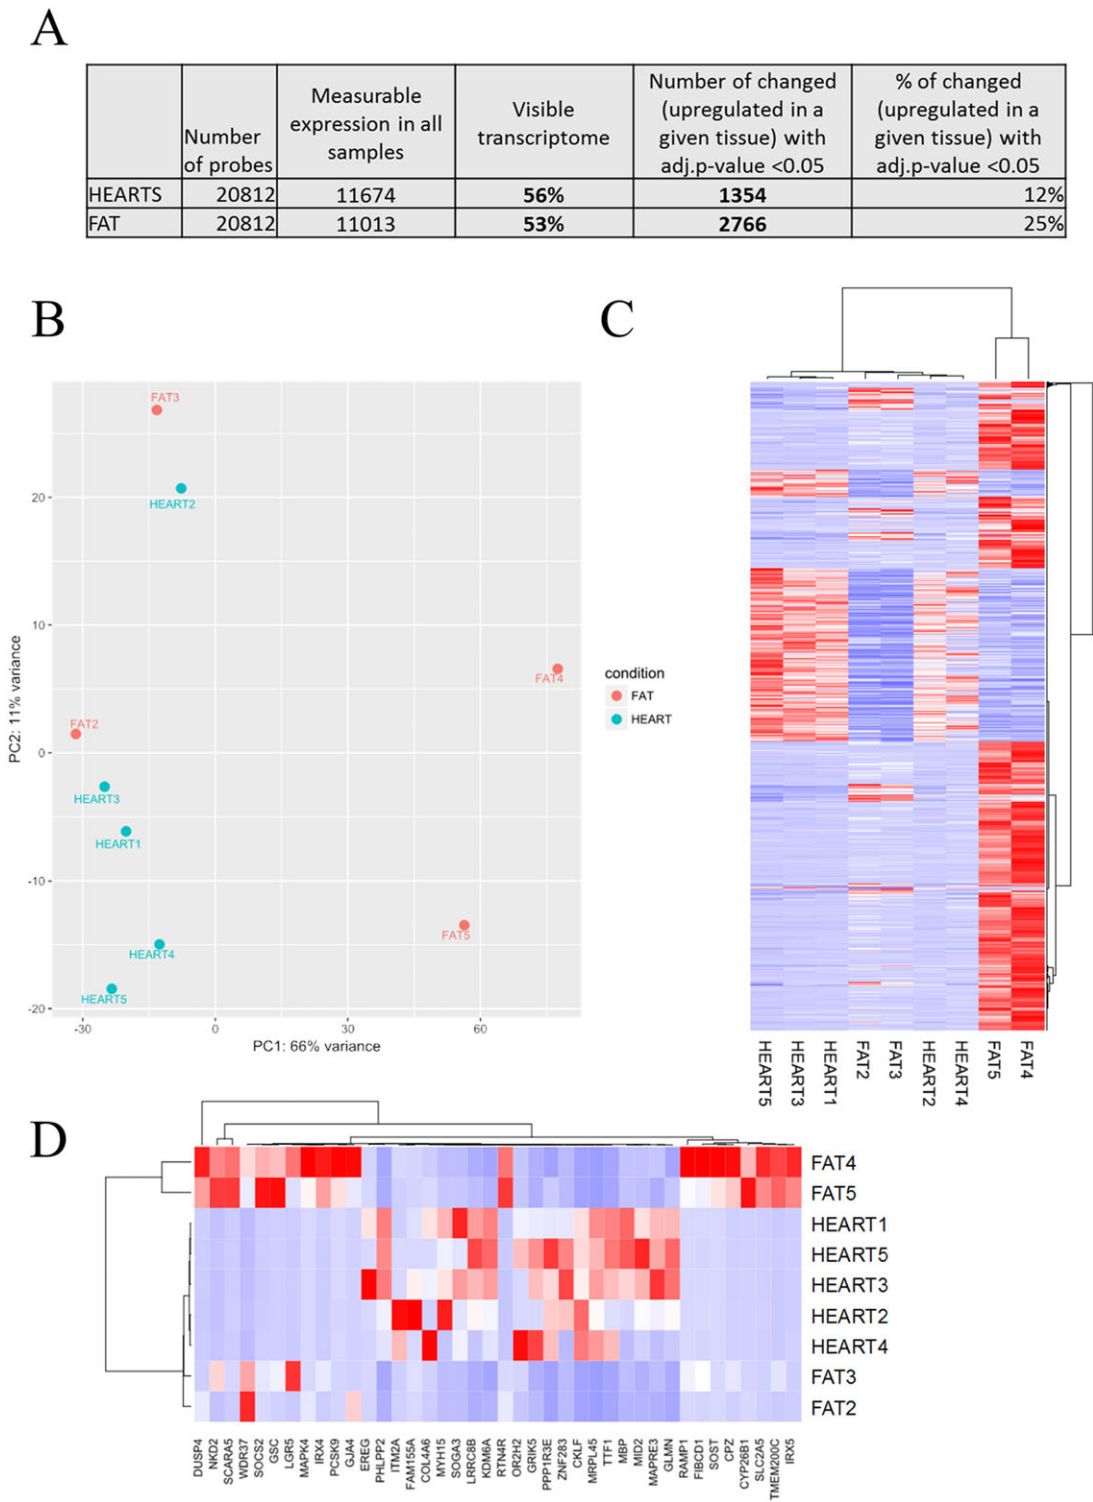 A
Number of probes
Measurable expression in all samples
Visible transcriptome
Number of changed (upregulated in a given tissue) with adj.p-value <0.05
% of changed (upregulated in a given tissue) with adj.p-value <0.05
HEARTS 20812 11674 56% 1354 12%
FAT 20812 11013 53% 2766 25%
B
FAT3
HEART2
FAT4
FAT2
HEART3
HEART1
FAT5
HEART4
HEART5
20
10
0
-10
-20
-30 0 30 60
PC1: 66% variance
PC2: 11% variance
condition
FAT
HEART
C
HEART5 HEART3 HEART1 FAT2 FAT3 HEART2 HEART4 FAT5 FAT4
D
FAT4
FAT5
HEART1
HEART5
HEART3
HEART2
HEART4
FAT3
FAT2
DUSP4 NKD2 SCARA5 WDR37 SOCS2 GSC LGR5 MAPK4 IRX4 PCSK9 GJA4 EREG PHLPP2 ITM2A FAM155A COL4A6 MYH15 SOGA3 LRRC8B KDM6A RTN4R OR2H2 GRIK5 PPP1R3E ZNF283 CKLF MRPL45 TTF1 MBP MID2 MAPRE3 GLMN RAMP1 FIBCD1 SOST CPZ CYP26B1 SLC2A5 TMEM200C IRX5